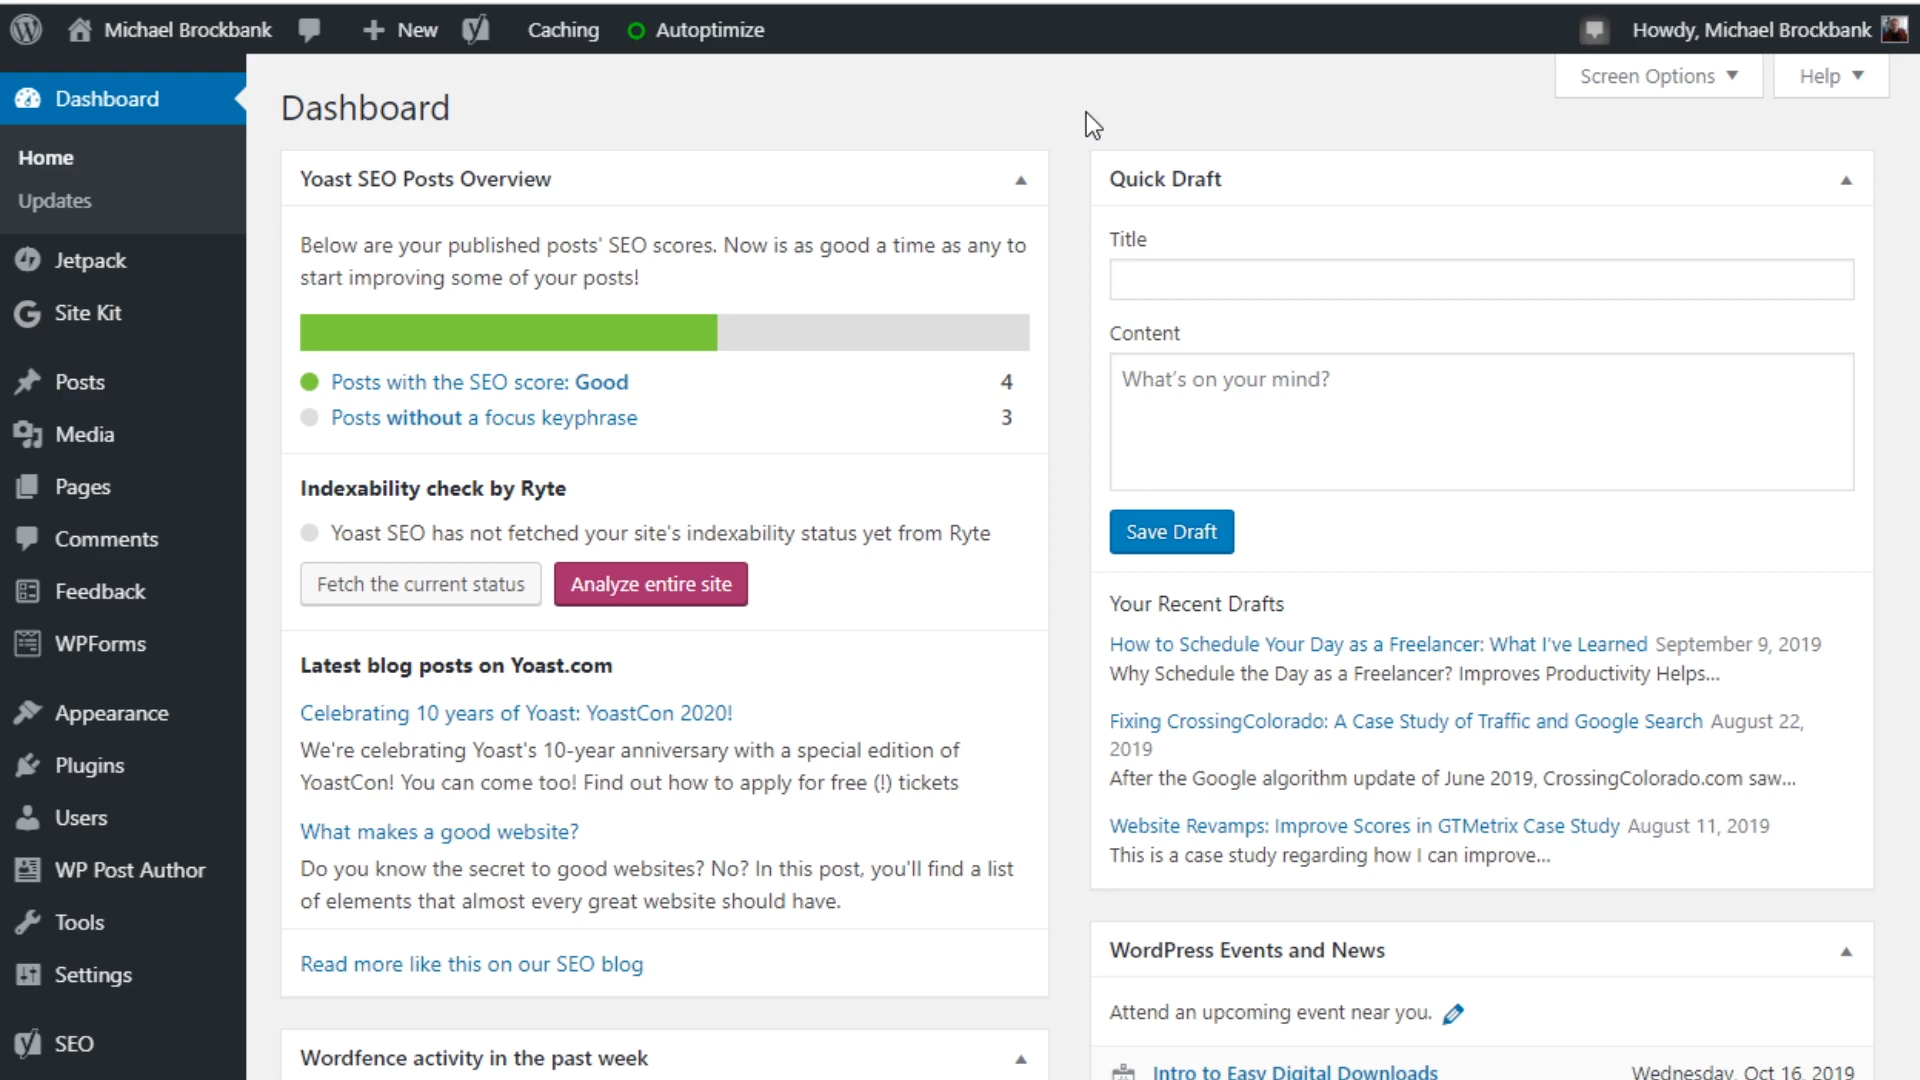 Michael Brockbank
New
Caching
Autoptimize
Howdy, Michael Brockbank
Screen Options
Help
Dashboard
Home
Updates
Jetpack
Site Kit
Posts
Media
Pages
Comments
Feedback
WPForms
Appearance
Plugins
Users
WP Post Author
Tools
Settings
SEO
Dashboard
Yoast SEO Posts Overview
Below are your published posts' SEO scores. Now is as good a time as any to
start improving some of your posts!
Posts with the SEO score: Good 4
Posts without a focus keyphrase 3
Indexability check by Ryte
Yoast SEO has not fetched your site's indexability status yet from Ryte
Fetch the current status
Analyze entire site
Latest blog posts on Yoast.com
Celebrating 10 years of Yoast: YoastCon 2020!
We're celebrating Yoast's 10-year anniversary with a special edition of
YoastCon! You can come too! Find out how to apply for free (!) tickets
What makes a good website?
Do you know the secret to good websites? No? In this post, you'll find a list
of elements that almost every great website should have.
Read more like this on our SEO blog
Wordfence activity in the past week
Quick Draft
Title
Content
What's on your mind?
Save Draft
Your Recent Drafts
How to Schedule Your Day as a Freelancer: What I've Learned September 9, 2019
Why Schedule the Day as a Freelancer? Improves Productivity Helps...
Fixing CrossingColorado: A Case Study of Traffic and Google Search August 22,
2019
After the Google algorithm update of June 2019, CrossingColorado.com saw...
Website Revamps: Improve Scores in GTMetrix Case Study August 11, 2019
This is a case study regarding how I can improve...
WordPress Events and News
Attend an upcoming event near you.
Intro to Easy Digital Downloads Wednesday, Oct 16, 2019